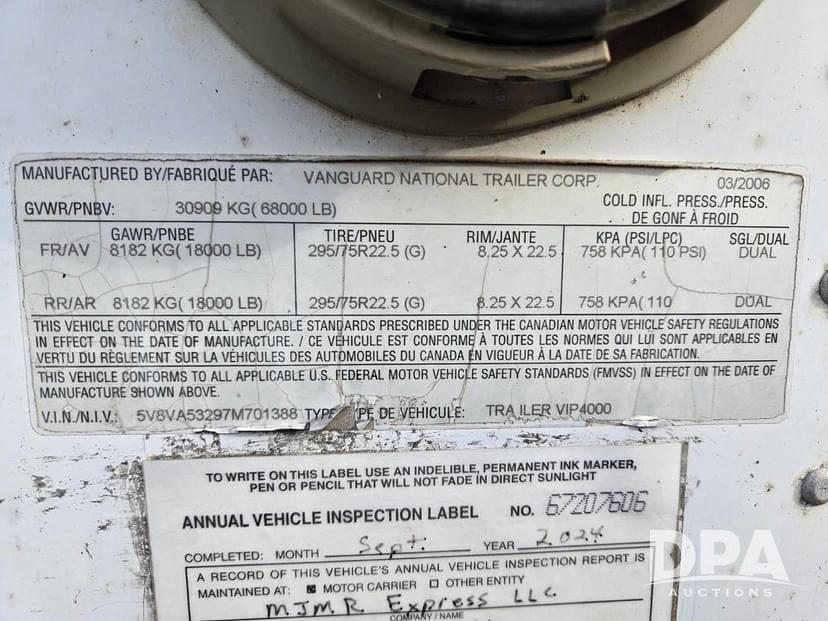 MANUFACTURED BY/FABRIQUÉ PAR: VANGUARD NATIONAL TRAILER CORP. 03/2006
GVWR/PNBV: 30909 KG( 68000 LB) COLD INFL. PRESS./PRESS.
DE GONF À FROID
GAWR/PNBE TIRE/PNEU RIM/JANTE KPA (PSI/LPC) SGL/DUAL
FR/AV 8182 KG( 18000 LB) 295/75R22.5 (G) 8.25 X 22.5 758 KPA( 110 PSI) DUAL
RR/AR 8182 KG( 18000 LB) 295/75R22.5 (G) 8.25 X 22.5 758 KPA( 110 DUAL
THIS VEHICLE CONFORMS TO ALL APPLICABLE STANDARDS PRESCRIBED UNDER THE CANADIAN MOTOR VEHICLE SAFETY REGULATIONS
IN EFFECT ON THE DATE OF MANUFACTURE. / CE VÉHICULE EST CONFORME À TOUTES LES NORMES QUI LUI SONT APPLICABLES EN
VERTU DU RÈGLEMENT SUR LA VÉHICULES DES AUTOMOBILES DU CANADA EN VIGUEUR À LA DATE DE SA FABRICATION.
THIS VEHICLE CONFORMS TO ALL APPLICABLE U.S. FEDERAL MOTOR VEHICLE SAFETY STANDARDS (FMVSS) IN EFFECT ON THE DATE OF
MANUFACTURE SHOWN ABOVE.
V.I.N./N.I.V.: 5V8VA53297M701388 TYPE PE DE VÉHICULE: TRAILER VIP4000
TO WRITE ON THIS LABEL USE AN INDELIBLE, PERMANENT INK MARKER,
PEN OR PENCIL THAT WILL NOT FADE IN DIRECT SUNLIGHT
ANNUAL VEHICLE INSPECTION LABEL NO. 67207606
COMPLETED: MONTH Sept. YEAR 2024
A RECORD OF THIS VEHICLE'S ANNUAL VEHICLE INSPECTION REPORT IS
MAINTAINED AT: MOTOR CARRIER OTHER ENTITY
MJMR Express LLC
COMPANY / NAME
DPA
AUCTIONS